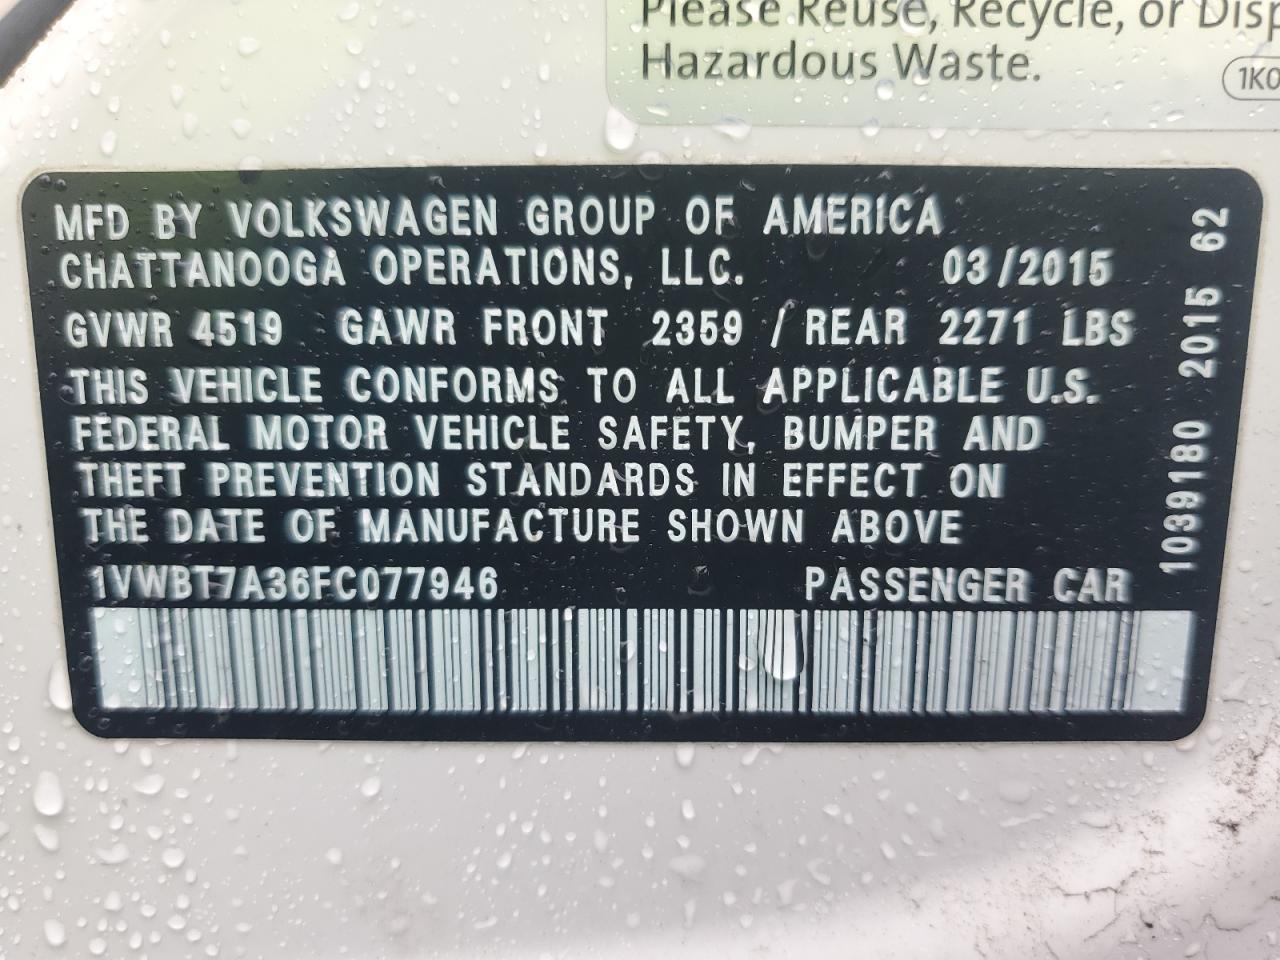 Please Reuse, Recycle, or
Hazardous Waste.
1K0
MFD BY VOLKSWAGEN GROUP OF AMERICA
CHATTANOOGA OPERATIONS, LLC. 03/2015
GVWR 4519 GAWR FRONT 2359 / REAR 2271 LBS
THIS VEHICLE CONFORMS TO ALL APPLICABLE U.S.
FEDERAL MOTOR VEHICLE SAFETY, BUMPER AND
THEFT PREVENTION STANDARDS IN EFFECT ON
THE DATE OF MANUFACTURE SHOWN ABOVE
1VWBT7A36FC077946 PASSENGER CAR
1039180 2015 62